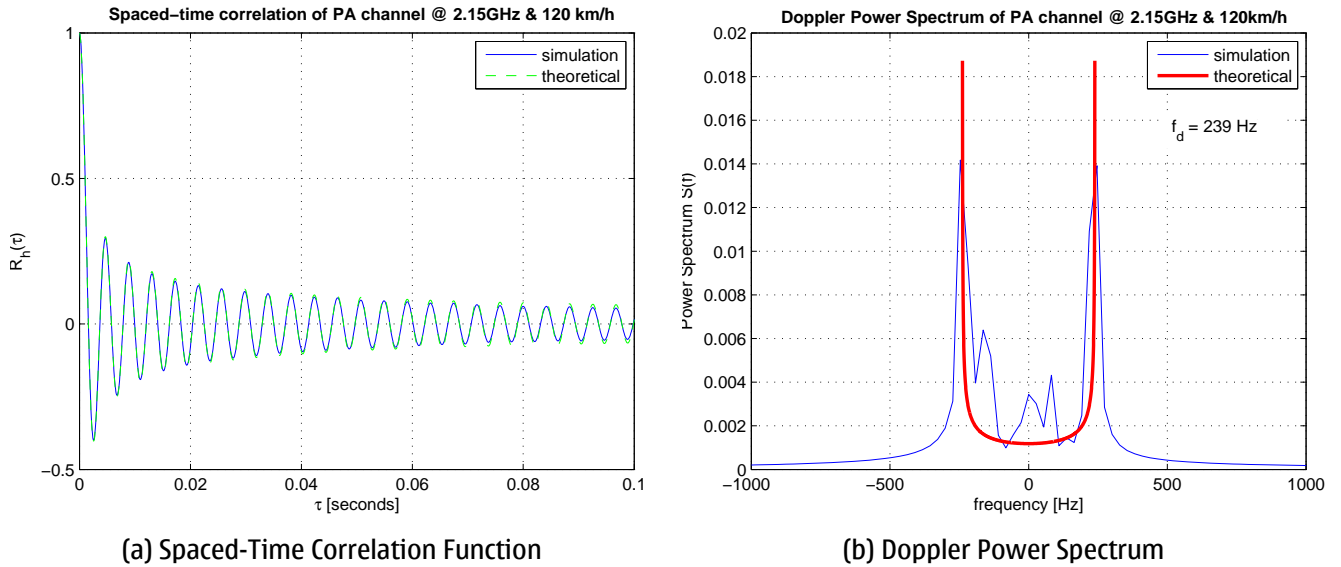 Spaced−time correlation of PA channel @ 2.15GHz & 120 km/h
1
0.5
0
−0.5
0
0.02
0.04
0.06
0.08
0.1
R_h(τ)
τ [seconds]
simulation
theoretical
(a) Spaced-Time Correlation Function
Doppler Power Spectrum of PA channel @ 2.15GHz & 120km/h
0.02
0.018
0.016
0.014
0.012
0.01
0.008
0.006
0.004
0.002
0
−1000
−500
0
500
1000
Power Spectrum S(f)
frequency [Hz]
simulation
theoretical
f_d = 239 Hz
(b) Doppler Power Spectrum